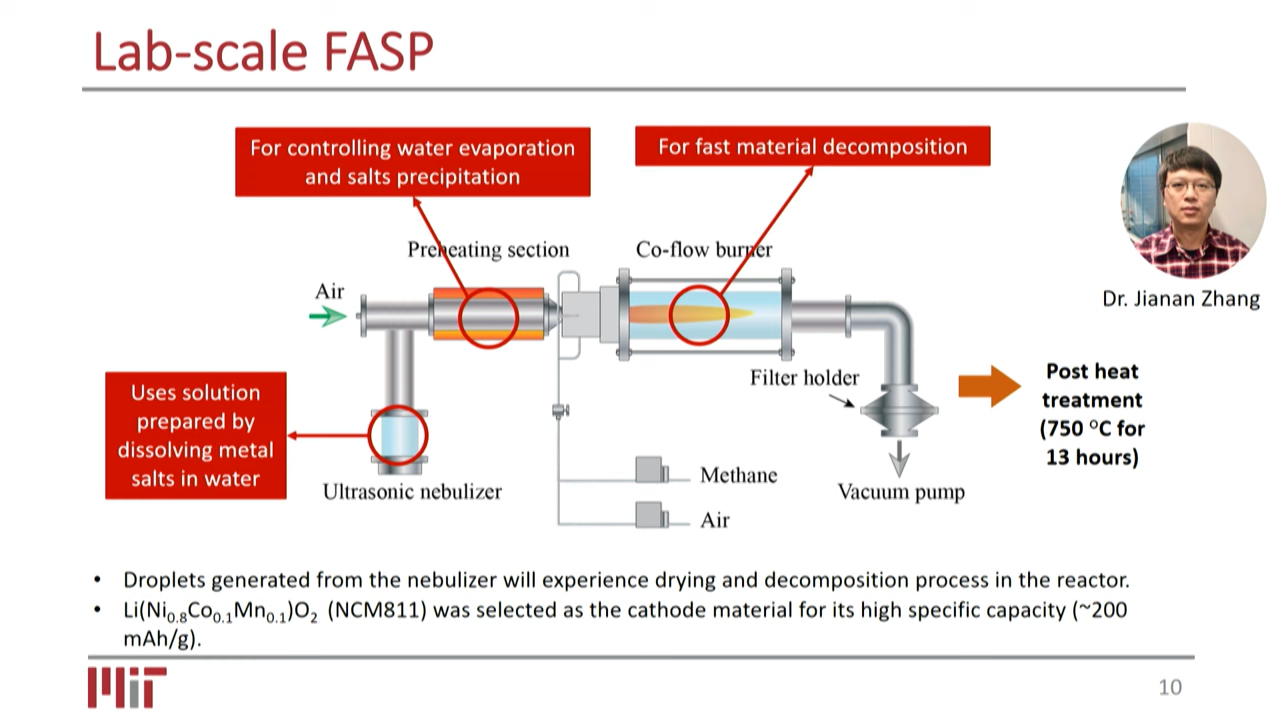 Lab-scale FASP
For controlling water evaporation
and salts precipitation
For fast material decomposition
Preheating section
Co-flow burner
Air
Dr. Jianan Zhang
Uses solution
prepared by
dissolving metal
salts in water
Filter holder
Post heat
treatment
(750 °C for
13 hours)
Ultrasonic nebulizer
Methane
Air
Vacuum pump
• Droplets generated from the nebulizer will experience drying and decomposition process in the reactor.
• Li(Ni0.8Co0.1Mn0.1)O2 (NCM811) was selected as the cathode material for its high specific capacity (~200
mAh/g).
MIT
10